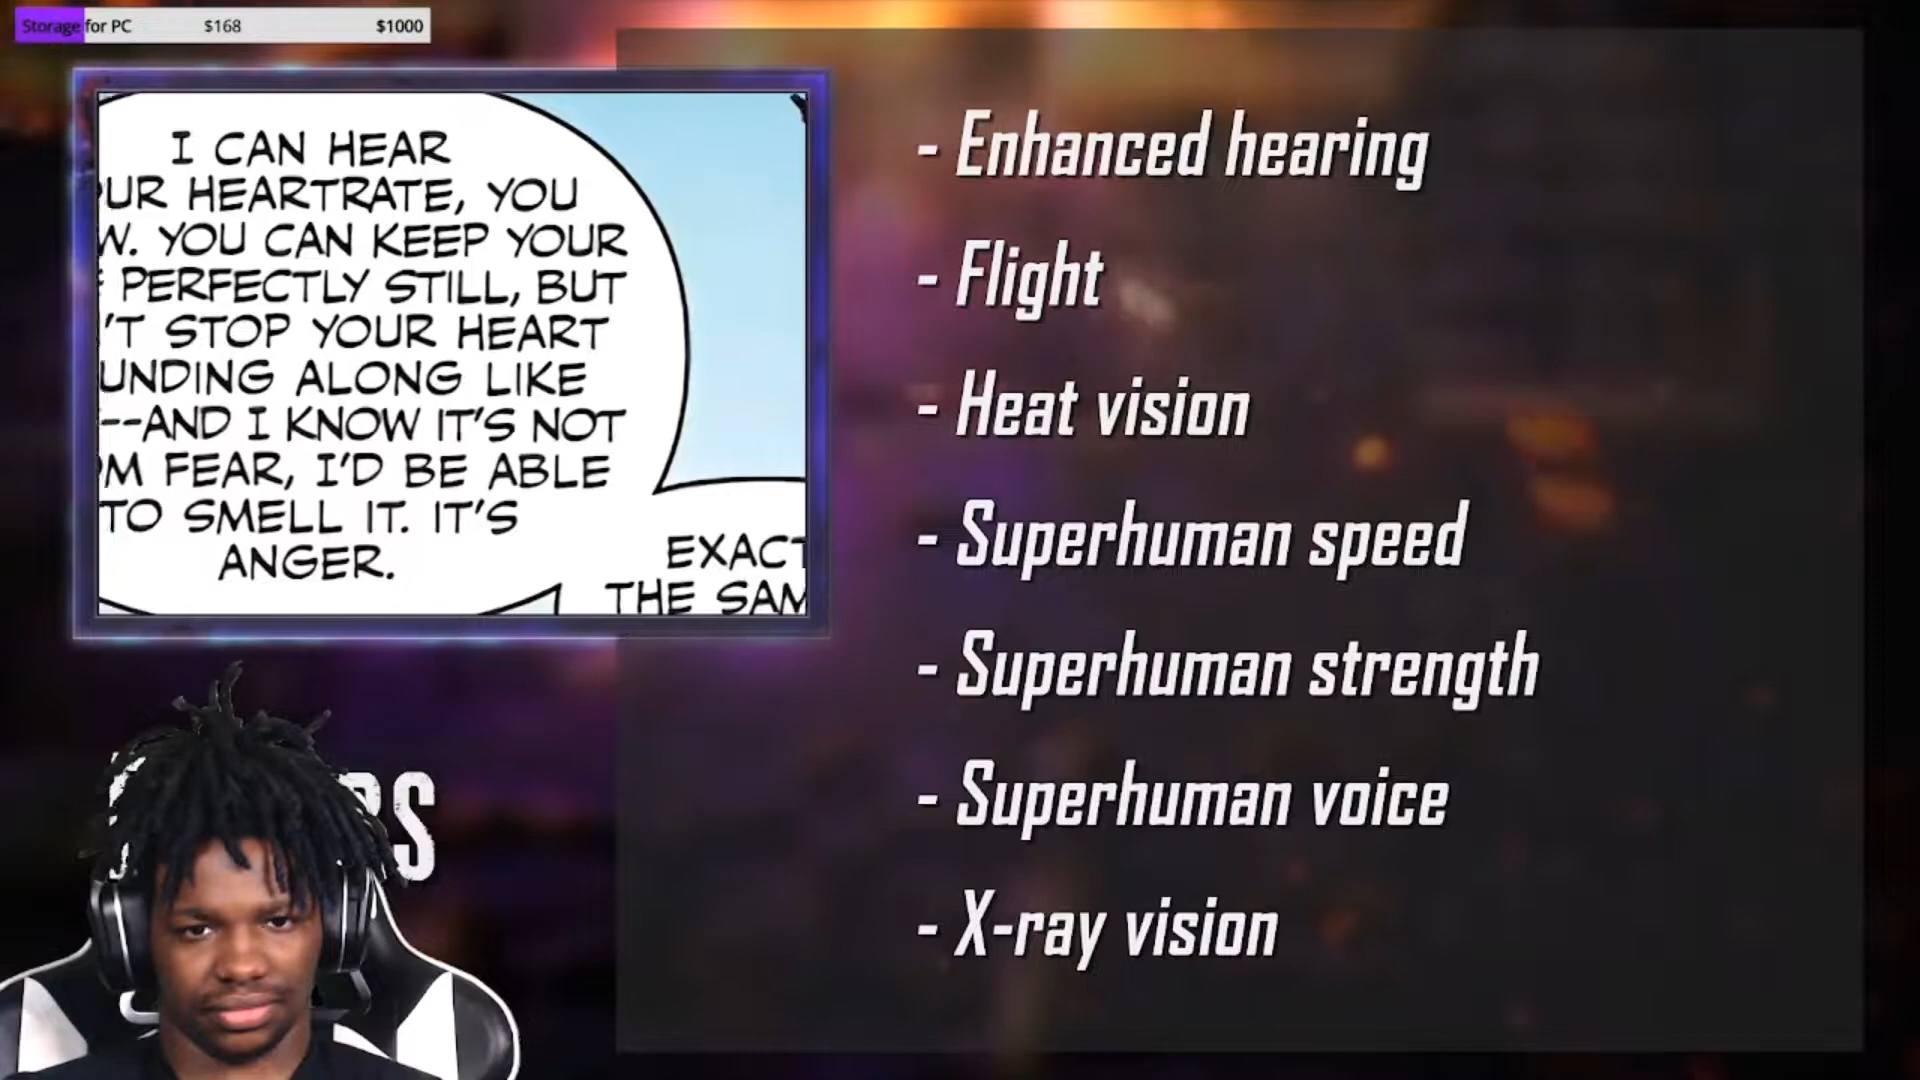 Storage for PC $168 $1000
I CAN HEAR
UR HEARTRATE, YOU
W. YOU CAN KEEP YOUR
PERFECTLY STILL, BUT
'T STOP YOUR HEART
UNDING ALONG LIKE
--AND I KNOW IT'S NOT
M FEAR, I'D BE ABLE
TO SMELL IT. IT'S
ANGER.
EXACT
THE SAM
- Enhanced hearing
- Flight
- Heat vision
- Superhuman speed
- Superhuman strength
- Superhuman voice
- X-ray vision
RS